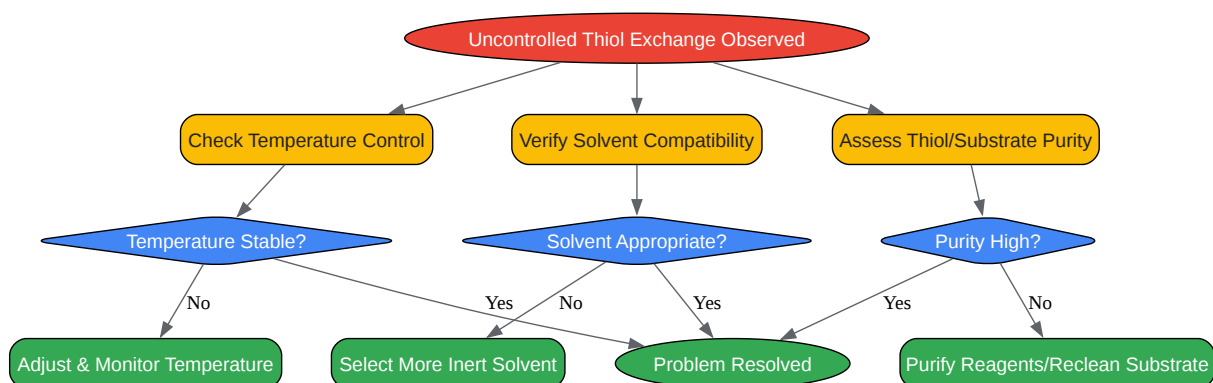 Uncontrolled Thiol Exchange Observed
Check Temperature Control
Verify Solvent Compatibility
Assess Thiol/Substrate Purity
Temperature Stable?
Solvent Appropriate?
Purity High?
No
Yes
No
Yes
Yes
No
Adjust & Monitor Temperature
Select More Inert Solvent
Problem Resolved
Purify Reagents/Reclean Substrate